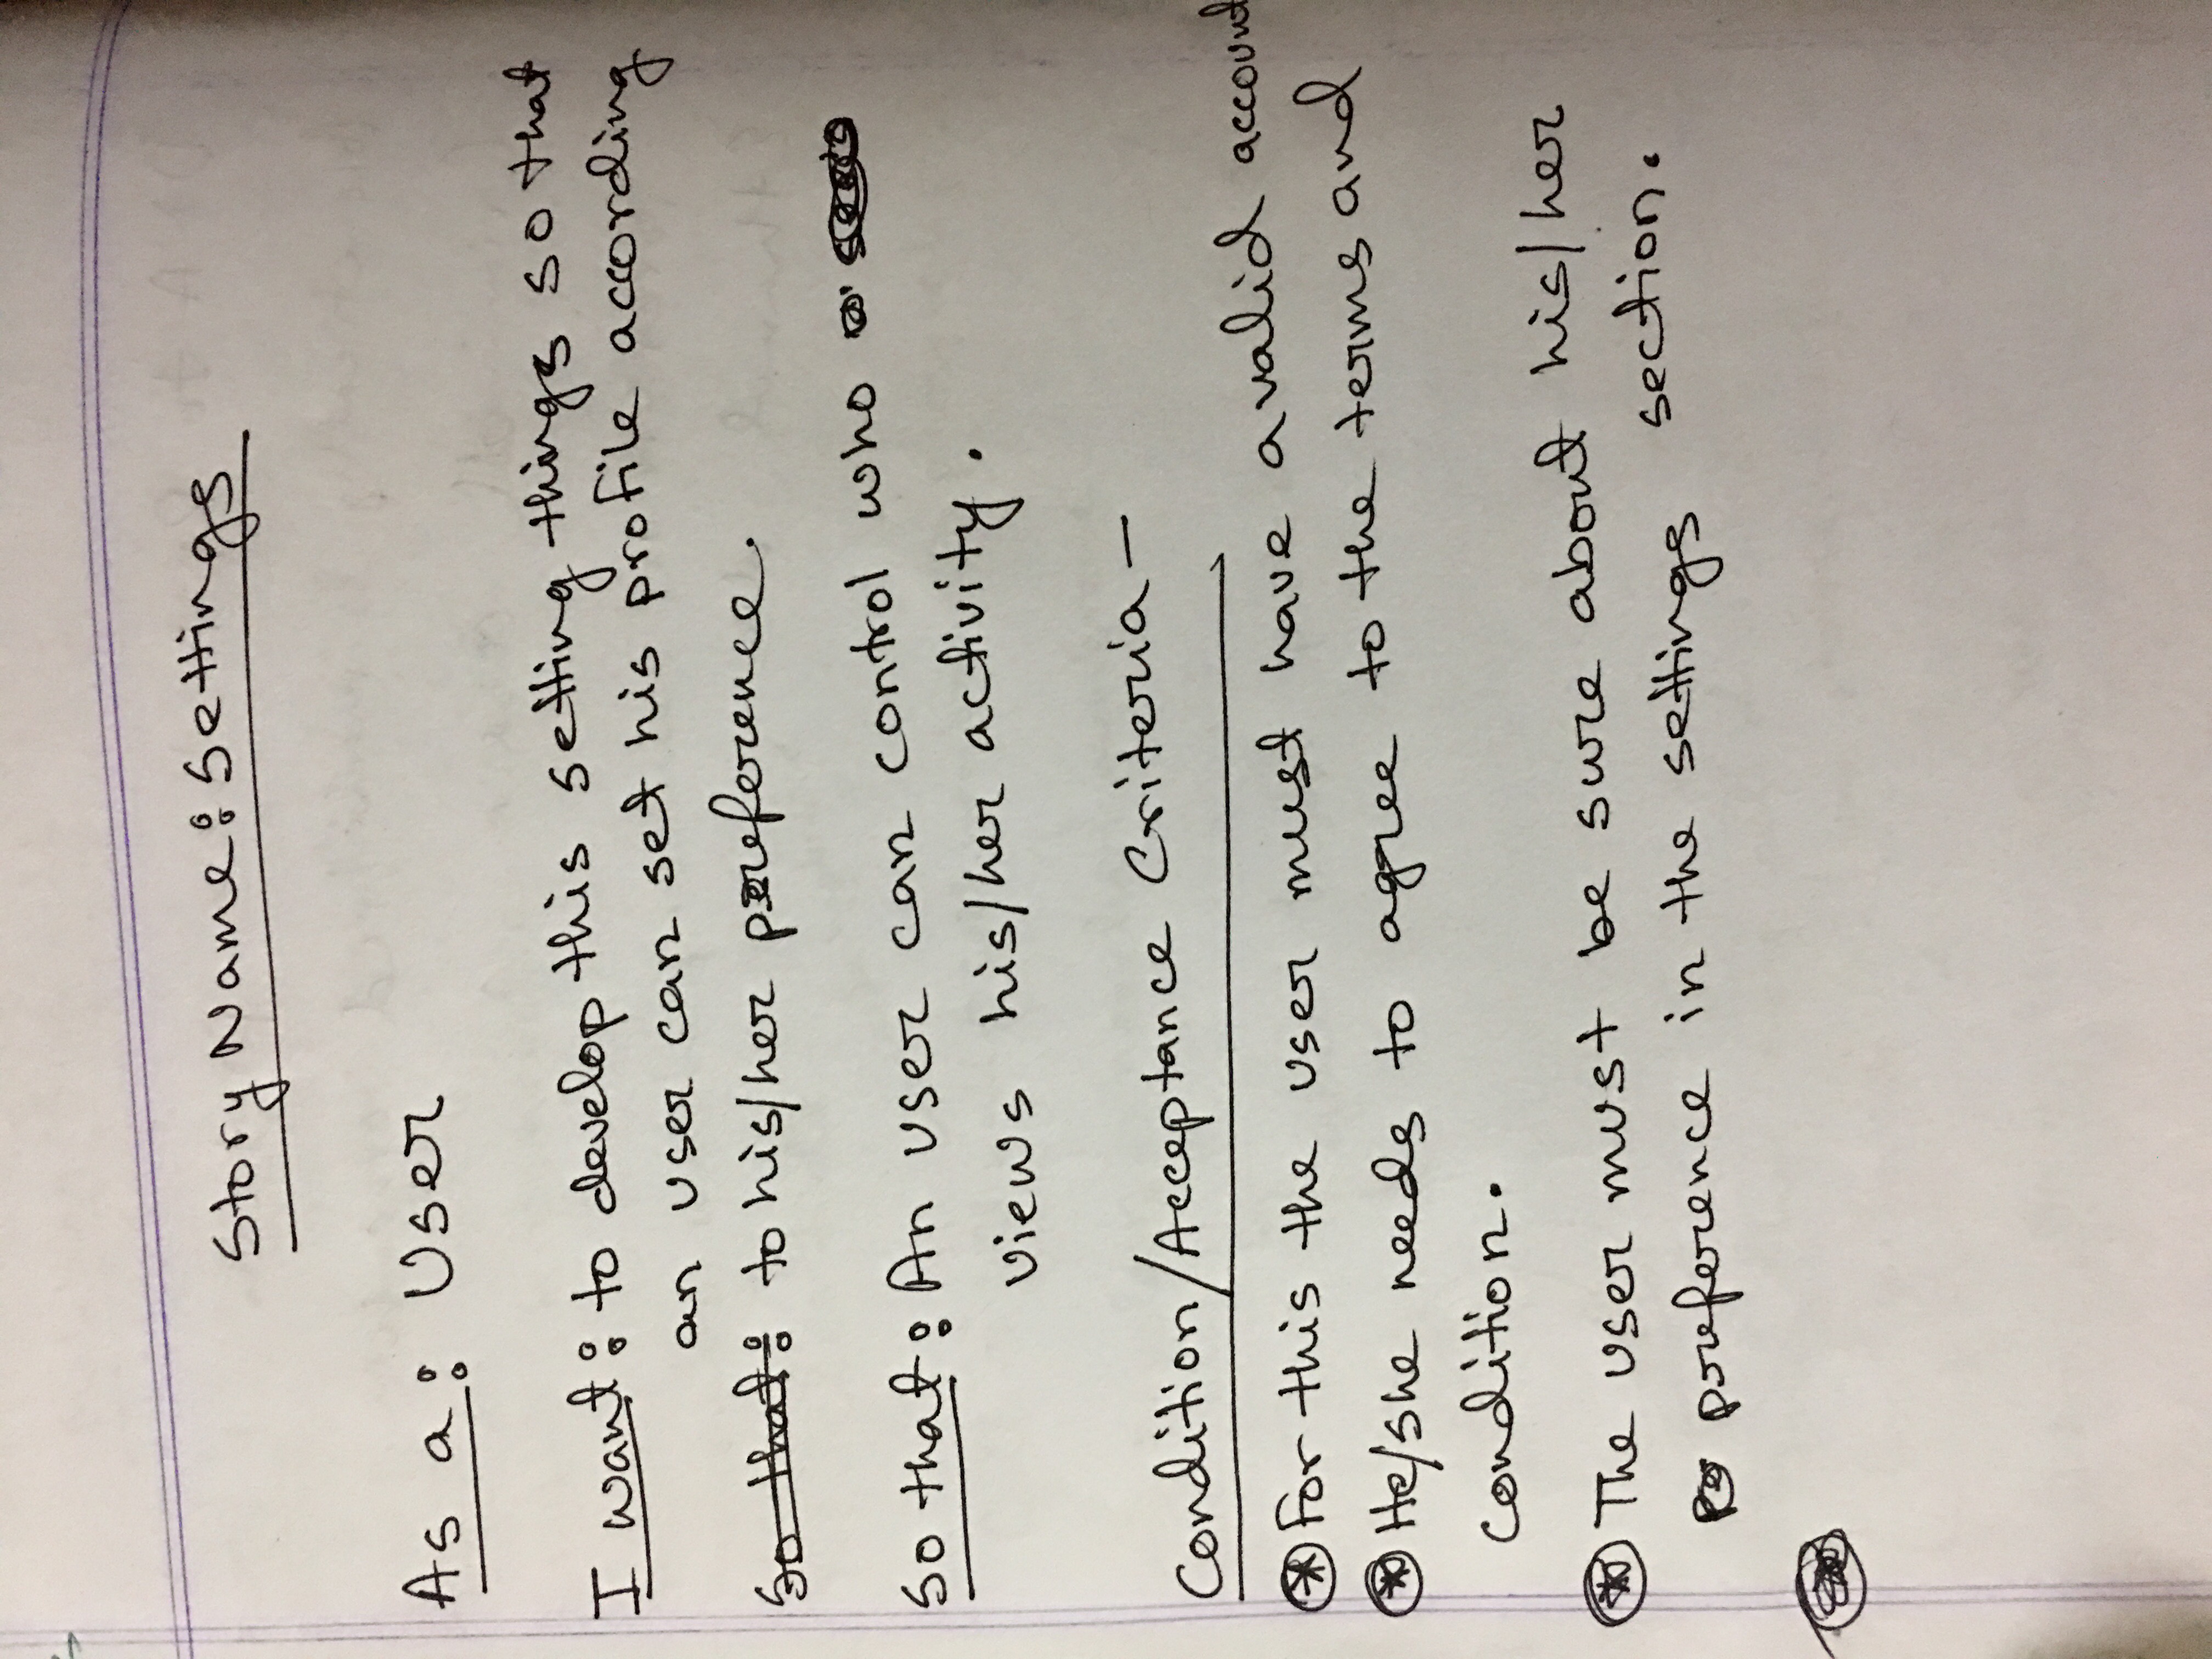 Story Name: Settings
As a: User
I want: to develop this setting things so that
an user can set his profile according
So that: to his/her preference.
So that: An user can control who
views his/her activity.
Condition/Acceptance Criteria -
For this the user must have a valid account
He/she needs to agree to the terms and
condition.
The user must be sure about his/her
preference in the settings section.